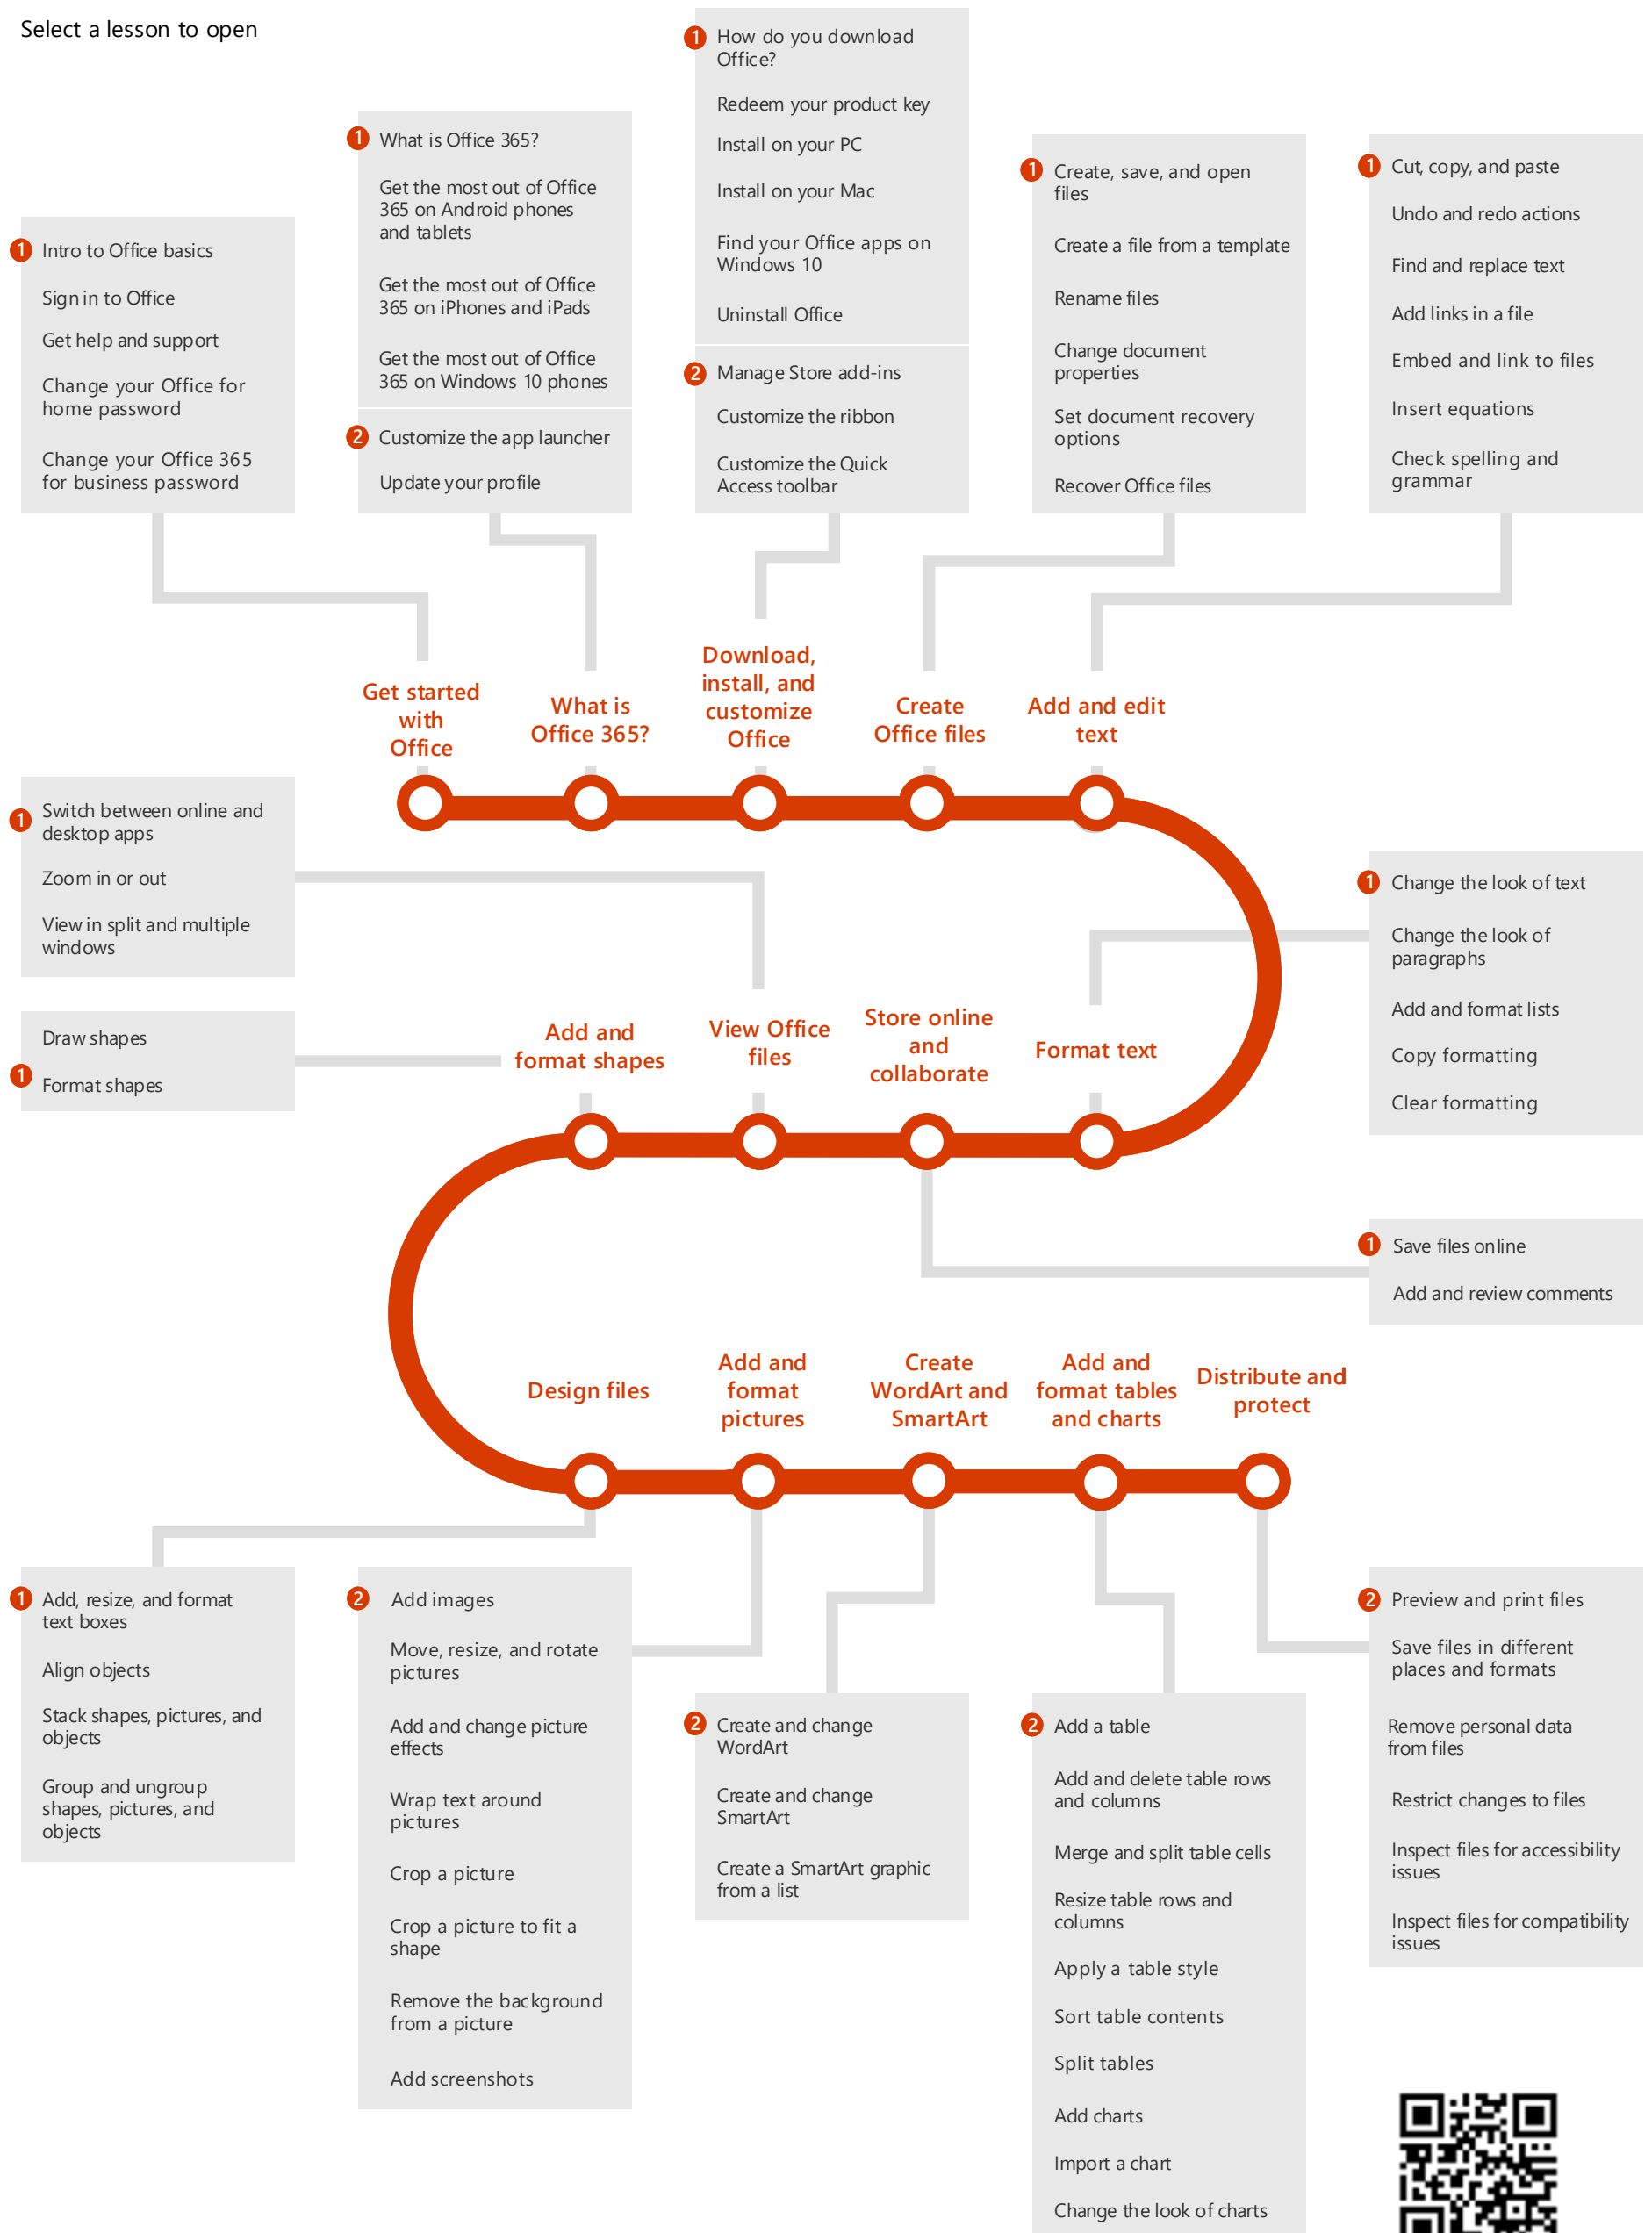 Select a lesson to open
1 How do you download
Office?
Redeem your product key
Install on your PC
Install on your Mac
Find your Office apps on
Windows 10
Uninstall Office
2 Manage Store add-ins
Customize the ribbon
Customize the Quick
Access toolbar
1 What is Office 365?
Get the most out of Office
365 on Android phones
and tablets
Get the most out of Office
365 on iPhones and iPads
Get the most out of Office
365 on Windows 10 phones
2 Customize the app launcher
Update your profile
1 Create, save, and open
files
Create a file from a template
Rename files
Change document
properties
Set document recovery
options
Recover Office files
1 Cut, copy, and paste
Undo and redo actions
Find and replace text
Add links in a file
Embed and link to files
Insert equations
Check spelling and
grammar
1 Intro to Office basics
Sign in to Office
Get help and support
Change your Office for
home password
Change your Office 365
for business password
Get started
with
Office
What is
Office 365?
Download,
install, and
customize
Office
Create
Office files
Add and edit
text
1 Switch between online and
desktop apps
Zoom in or out
View in split and multiple
windows
1 Change the look of text
Change the look of
paragraphs
Add and format lists
Copy formatting
Clear formatting
Draw shapes
1 Format shapes
Add and
format shapes
View Office
files
Store online
and
collaborate
Format text
1 Save files online
Add and review comments
Design files
Add and
format
pictures
Create
WordArt and
SmartArt
Add and
format tables
and charts
Distribute and
protect
1 Add, resize, and format
text boxes
Align objects
Stack shapes, pictures, and
objects
Group and ungroup
shapes, pictures, and
objects
2 Add images
Move, resize, and rotate
pictures
Add and change picture
effects
Wrap text around
pictures
Crop a picture
Crop a picture to fit a
shape
Remove the background
from a picture
Add screenshots
2 Create and change
WordArt
Create and change
SmartArt
Create a SmartArt graphic
from a list
2 Add a table
Add and delete table rows
and columns
Merge and split table cells
Resize table rows and
columns
Apply a table style
Sort table contents
Split tables
Add charts
Import a chart
Change the look of charts
2 Preview and print files
Save files in different
places and formats
Remove personal data
from files
Restrict changes to files
Inspect files for accessibility
issues
Inspect files for compatibility
issues